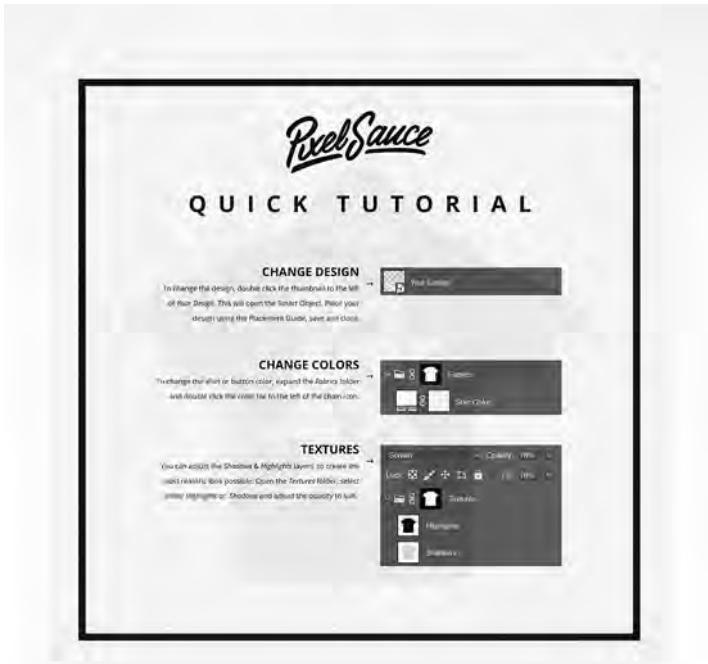 PixelSauce
QUICK TUTORIAL
CHANGE DESIGN
To change the design, double click the thumbnail to the left
of Your Design. This will open the Smart Object. Place your
design using the Placement Guide, save and close.
Your Design
CHANGE COLORS
To change the shirt or button color, expand the Fabrics folder
and double click the color tile to the left of the chain icon.
Fabrics
Shirt Color
TEXTURES
You can adjust the Shadows & Highlights layers to create the
most realistic look possible. Open the Textures folder, select
either Highlights or Shadows and adjust the opacity to suit.
Screen Opacity: 70%
Lock:
Textures
Highlights
Shadows